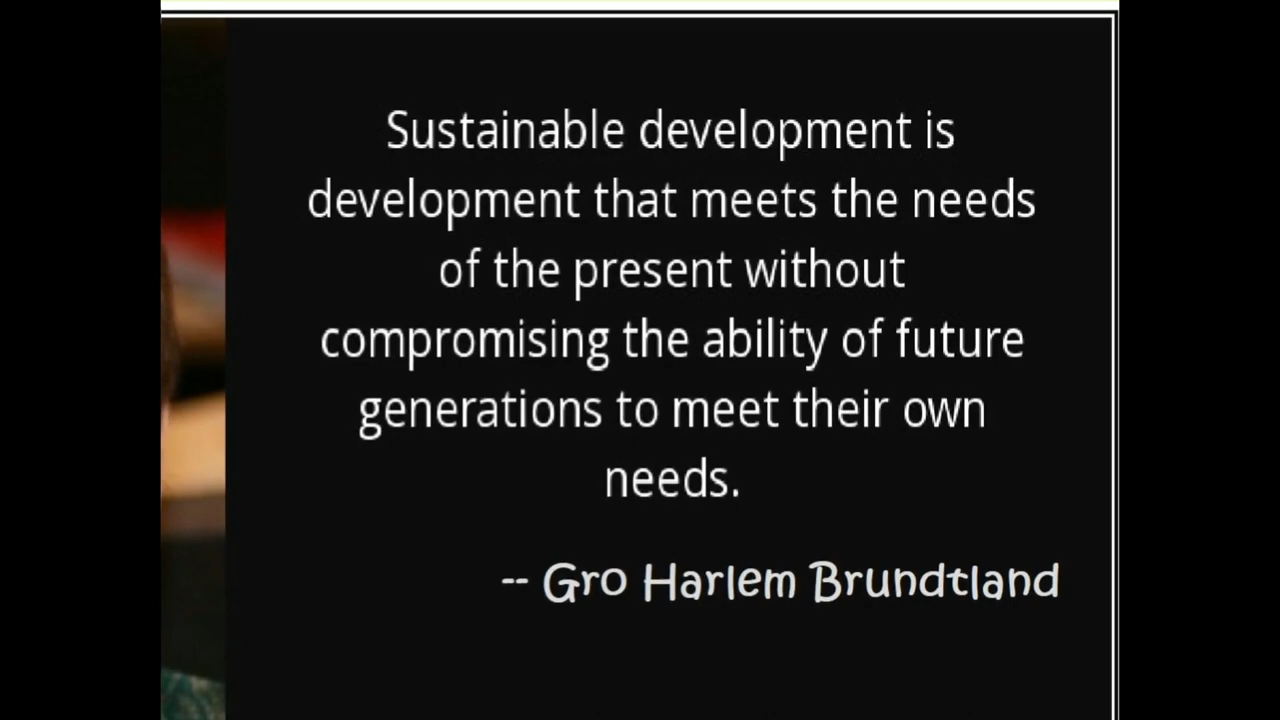 Sustainable development is
development that meets the needs
of the present without
compromising the ability of future
generations to meet their own
needs.
-- Gro Harlem Brundtland